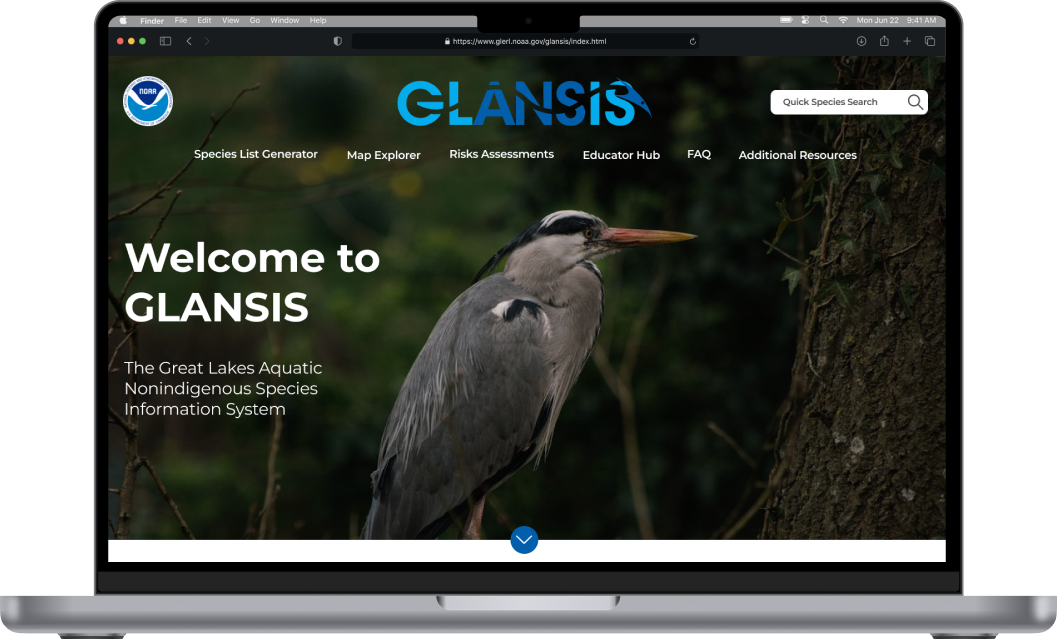 Finder File Edit View Go Window Help
Mon Jun 22 9:41 AM
https://www.glerl.noaa.gov/glansis/index.html
NOAA
GLANSIS
Quick Species Search
Species List Generator Map Explorer Risks Assessments Educator Hub FAQ Additional Resources
Welcome to
GLANSIS
The Great Lakes Aquatic
Nonindigenous Species
Information System